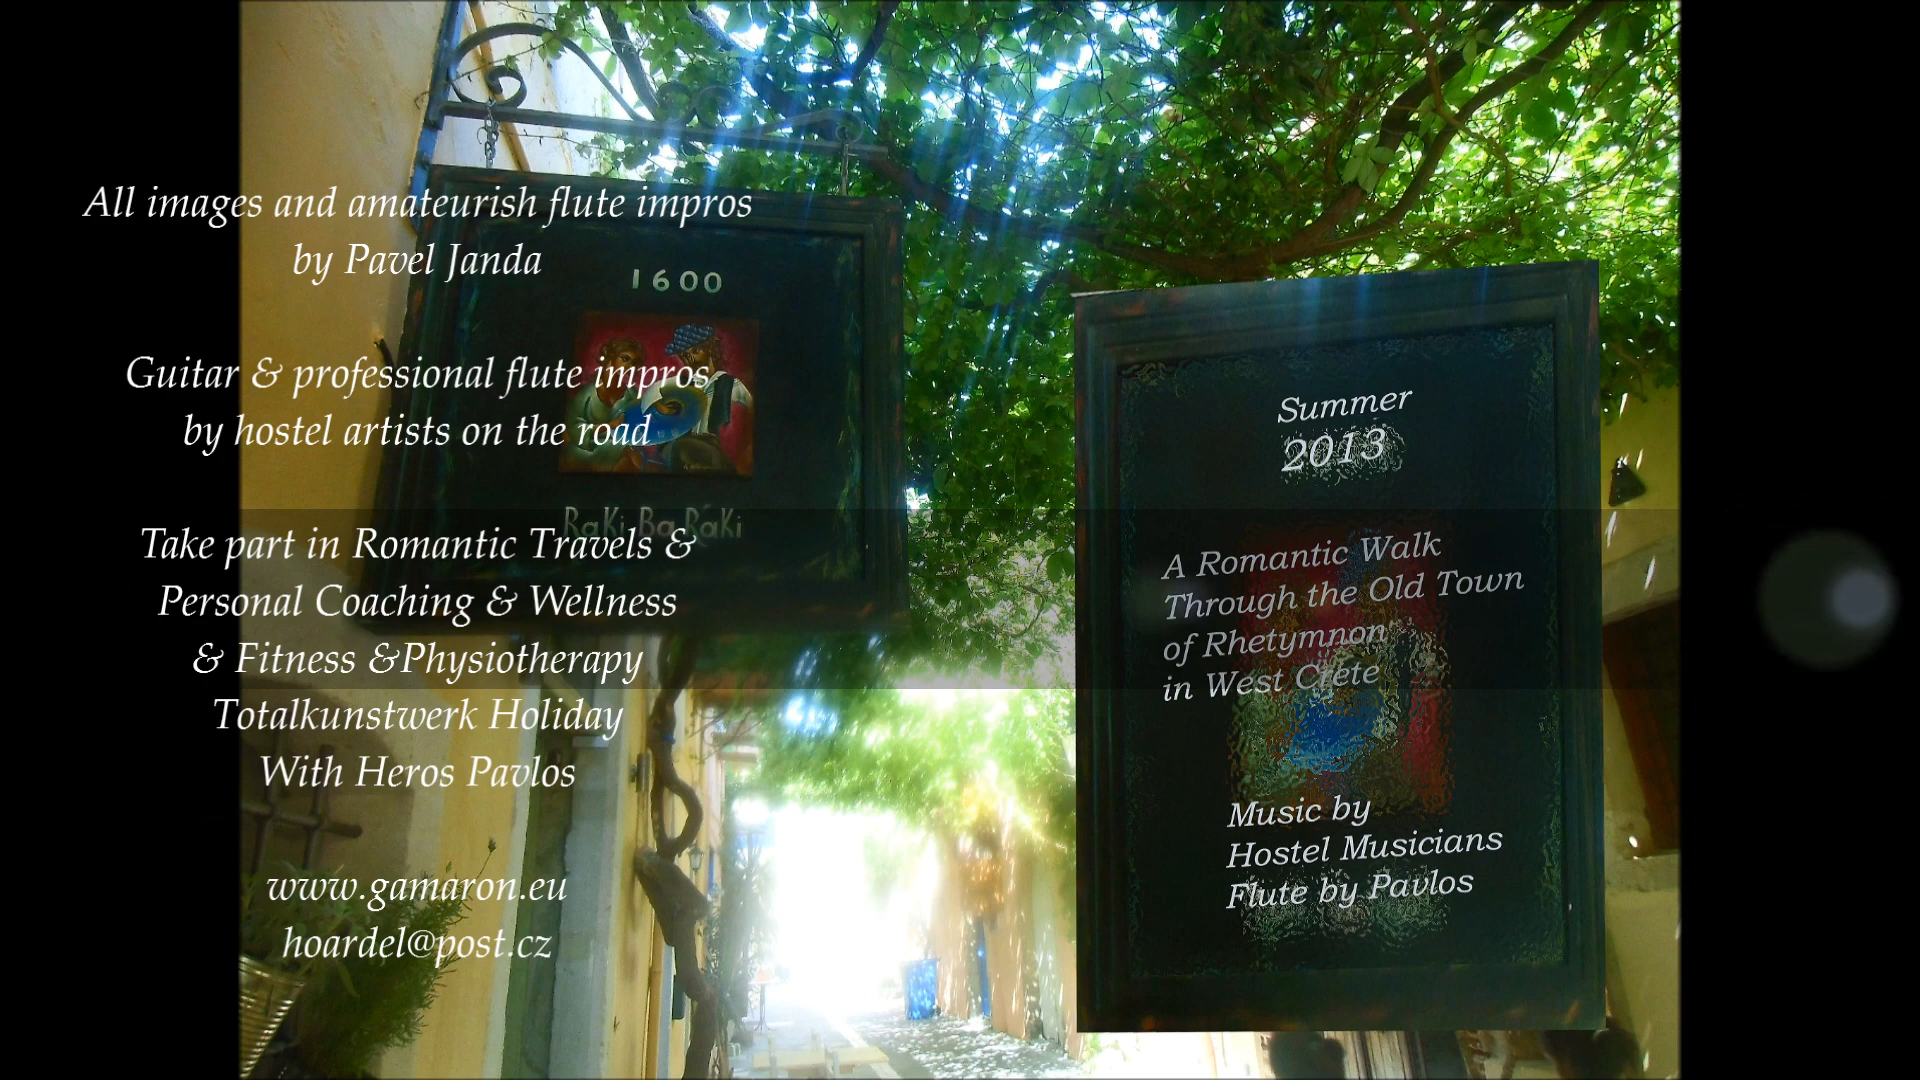 All images and amateurish flute impros
by Pavel Janda
1600
Guitar & professional flute impros
by hostel artists on the road
RaKi Ba RaKi
Take part in Romantic Travels &
Personal Coaching & Wellness
& Fitness &Physiotherapy
Totalkunstwerk Holiday
With Heros Pavlos
www.gamaron.eu
hoardel@post.cz
Summer
2013
A Romantic Walk
Through the Old Town
of Rhetymnon
in West Crete
Music by
Hostel Musicians
Flute by Pavlos